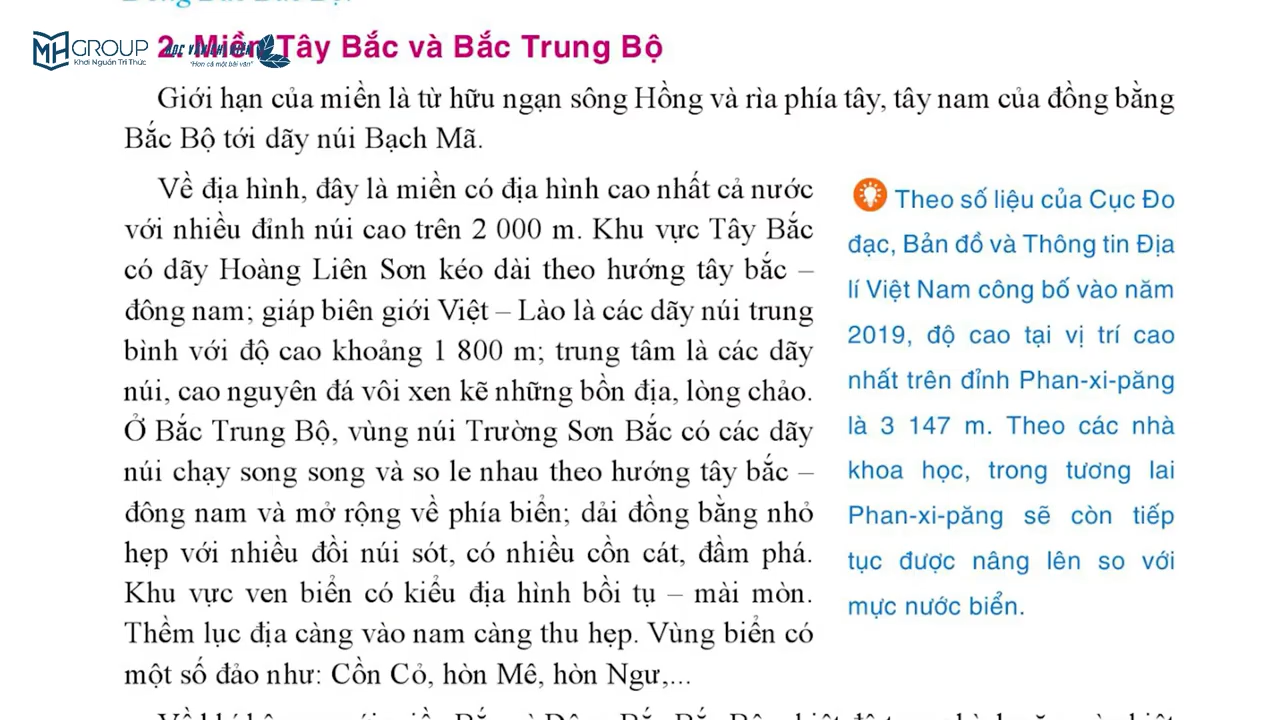 2. Miền Tây Bắc và Bắc Trung Bộ
MH GROUP
Khơi Nguồn Tri Thức
"Hơn cả một bài văn"
Giới hạn của miền là từ hữu ngạn sông Hồng và rìa phía tây, tây nam của đồng bằng
Bắc Bộ tới dãy núi Bạch Mã.
Về địa hình, đây là miền có địa hình cao nhất cả nước
với nhiều đỉnh núi cao trên 2 000 m. Khu vực Tây Bắc
có dãy Hoàng Liên Sơn kéo dài theo hướng tây bắc –
đông nam; giáp biên giới Việt – Lào là các dãy núi trung
bình với độ cao khoảng 1 800 m; trung tâm là các dãy
núi, cao nguyên đá vôi xen kẽ những bồn địa, lòng chảo.
Ở Bắc Trung Bộ, vùng núi Trường Sơn Bắc có các dãy
núi chạy song song và so le nhau theo hướng tây bắc –
đông nam và mở rộng về phía biển; dải đồng bằng nhỏ
hẹp với nhiều đồi núi sót, có nhiều cồn cát, đầm phá.
Khu vực ven biển có kiểu địa hình bồi tụ – mài mòn.
Thềm lục địa càng vào nam càng thu hẹp. Vùng biển có
một số đảo như: Cồn Cỏ, hòn Mê, hòn Ngư,...
Theo số liệu của Cục Đo
đạc, Bản đồ và Thông tin Địa
lí Việt Nam công bố vào năm
2019, độ cao tại vị trí cao
nhất trên đỉnh Phan-xi-păng
là 3 147 m. Theo các nhà
khoa học, trong tương lai
Phan-xi-păng sẽ còn tiếp
tục được nâng lên so với
mực nước biển.